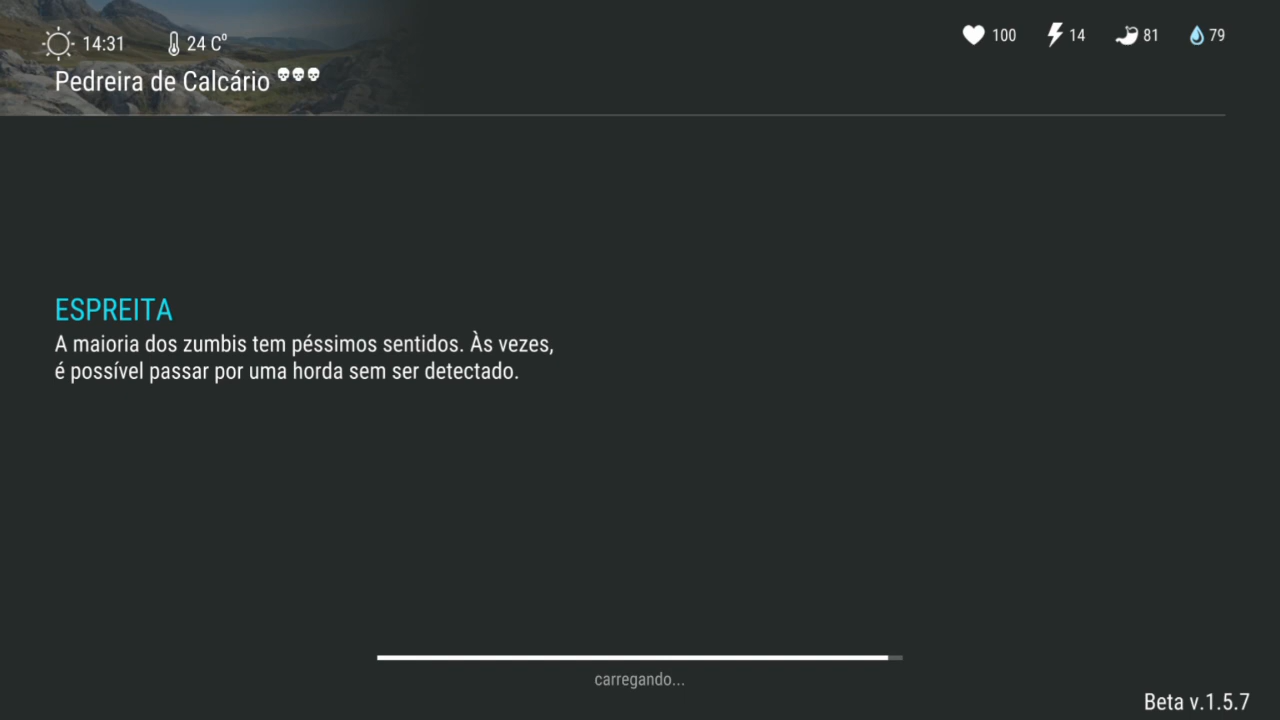 14:31 24 Cº 100 14 81 79
Pedreira de Calcário
ESPREITA
A maioria dos zumbis tem péssimos sentidos. Às vezes,
é possível passar por uma horda sem ser detectado.
carregando...
Beta v.1.5.7